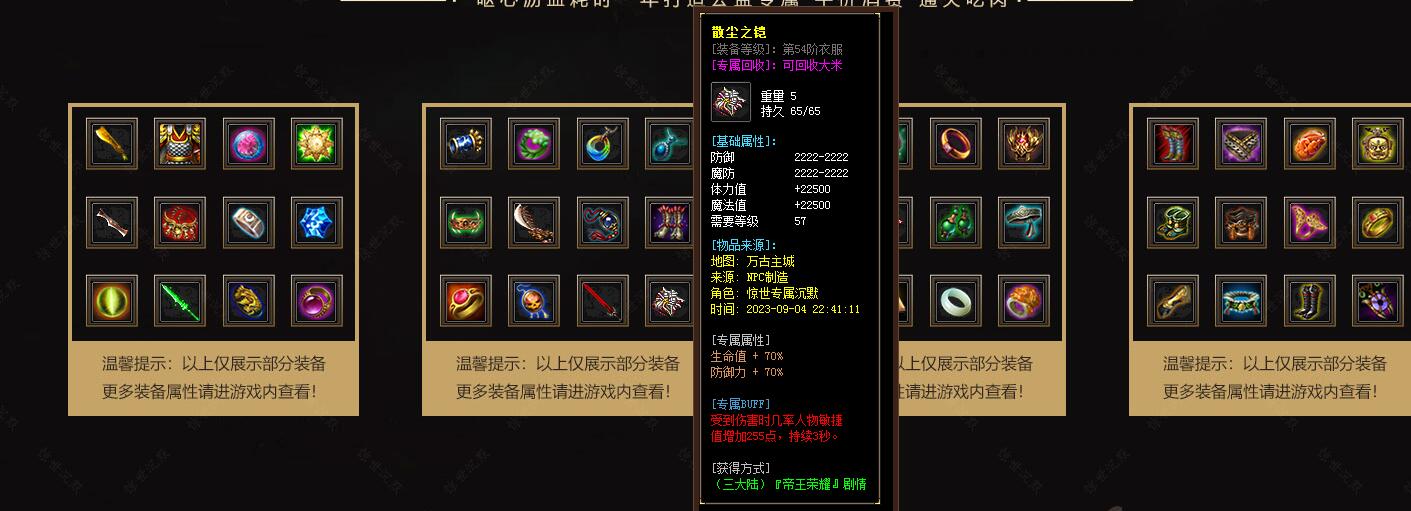 散尘之铠
[装备等级]: 第54阶衣服
[专属回收]: 可回收大米
重量 5
持久 65/65
[基础属性]:
防御 2222-2222
魔防 2222-2222
体力值 +22500
魔法值 +22500
需要等级 57
[物品来源]:
地图: 万古主城
来源: NPC制造
角色: 惊世专属沉默
时间: 2023-09-04 22:41:11
[专属属性]
生命值 + 70%
防御力 + 70%
[专属BUFF]
受到伤害时几率人物敏捷
值增加255点，持续3秒。
[获得方式]
（三大陆）『帝王荣耀』剧情
温馨提示：以上仅展示部分装备
更多装备属性请进游戏内查看！
温馨提示：以上仅展示部分装备
更多装备属性请进游戏内查看！
以上仅展示部分装备
请进游戏内查看！
温馨提示：以上仅展示部分装备
更多装备属性请进游戏内查看！